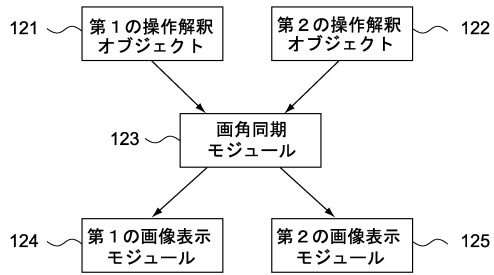 121
第１の操作解釈
オブジェクト
第２の操作解釈
オブジェクト
122
123
画角同期
モジュール
124
第１の画像表示
モジュール
第２の画像表示
モジュール
125